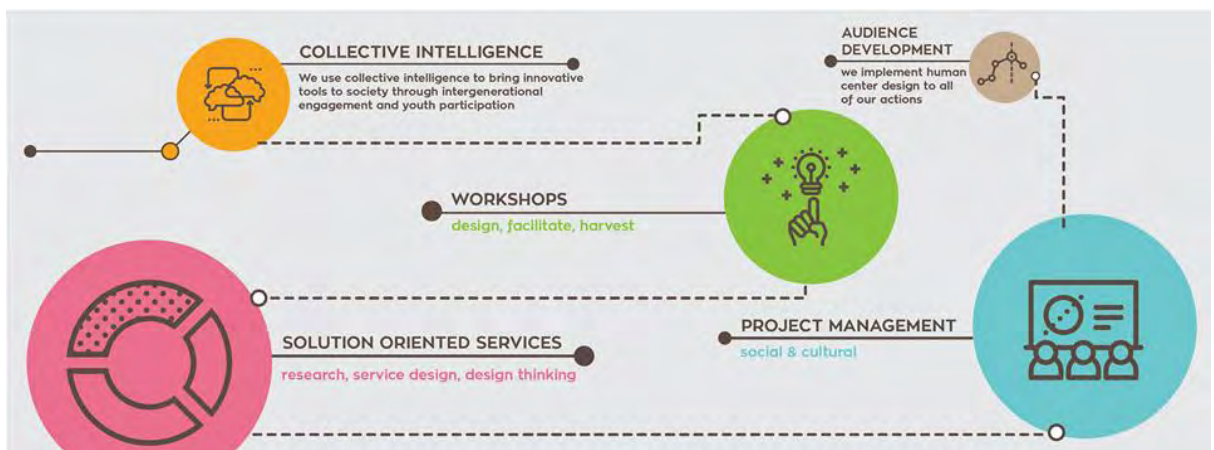 COLLECTIVE INTELLIGENCE
We use collective intelligence to bring innovative
tools to society through intergenerational
engagement and youth participation
AUDIENCE
DEVELOPMENT
we implement human
center design to all
of our actions
WORKSHOPS
design, facilitate, harvest
SOLUTION ORIENTED SERVICES
research, service design, design thinking
PROJECT MANAGEMENT
social & cultural